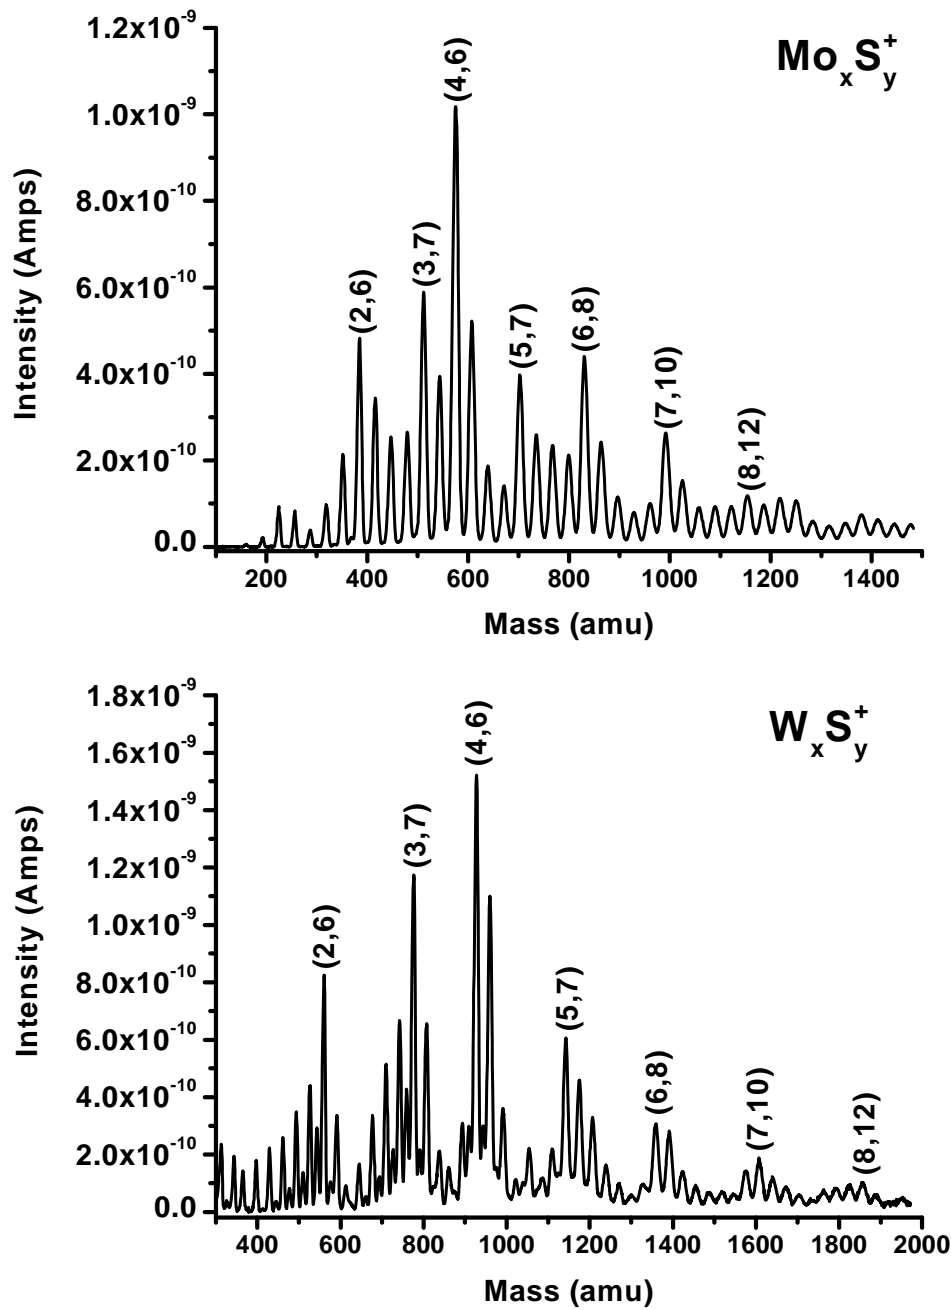 1.2x10⁻⁹
1.0x10⁻⁹
8.0x10⁻¹⁰
6.0x10⁻¹⁰
4.0x10⁻¹⁰
2.0x10⁻¹⁰
0.0
Intensity (Amps)
MoₓSᵧ⁺
(2,6)
(3,7)
(4,6)
(5,7)
(6,8)
(7,10)
(8,12)
200 400 600 800 1000 1200 1400
Mass (amu)
1.8x10⁻⁹
1.6x10⁻⁹
1.4x10⁻⁹
1.2x10⁻⁹
1.0x10⁻⁹
8.0x10⁻¹⁰
6.0x10⁻¹⁰
4.0x10⁻¹⁰
2.0x10⁻¹⁰
0.0
Intensity (Amps)
WₓSᵧ⁺
(2,6)
(3,7)
(4,6)
(5,7)
(6,8)
(7,10)
(8,12)
400 600 800 1000 1200 1400 1600 1800 2000
Mass (amu)